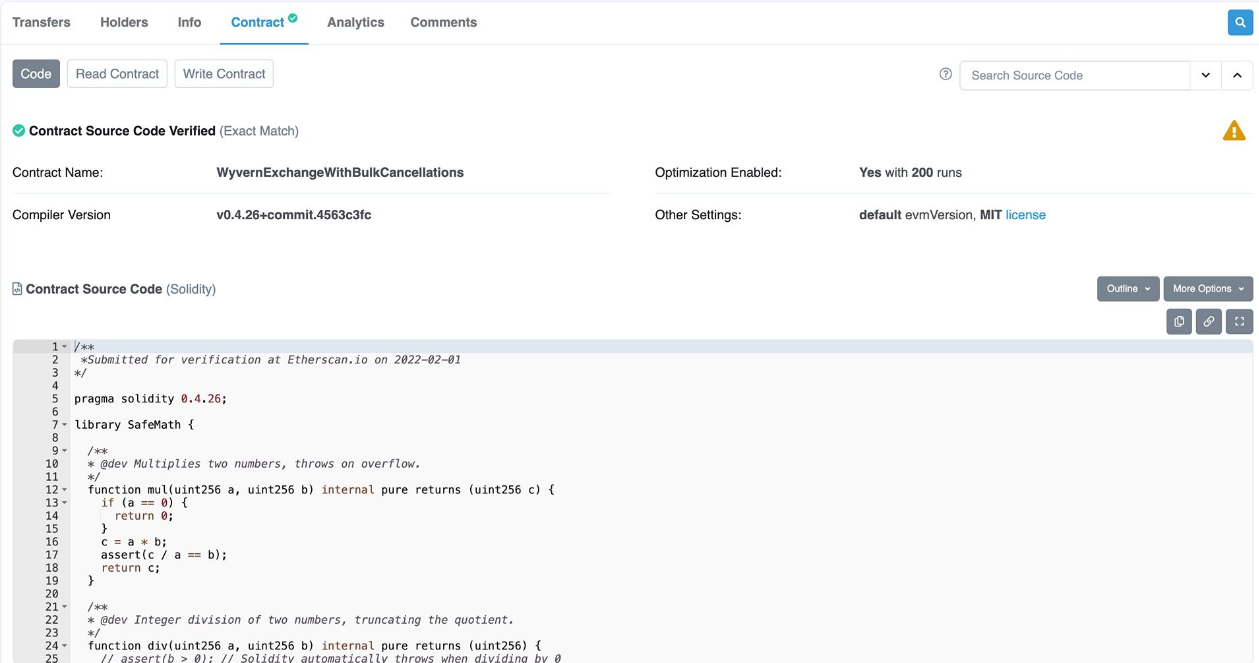 Transfers Holders Info Contract Analytics Comments
Code Read Contract Write Contract Search Source Code
Contract Source Code Verified (Exact Match)
Contract Name: WyvernExchangeWithBulkCancellations Optimization Enabled: Yes with 200 runs
Compiler Version v0.4.26+commit.4563c3fc Other Settings: default evmVersion, MIT license
Contract Source Code (Solidity) Outline More Options
1 /**
2 *Submitted for verification at Etherscan.io on 2022-02-01
3 */
4
5 pragma solidity 0.4.26;
6
7 library SafeMath {
8
9 /**
10 * @dev Multiplies two numbers, throws on overflow.
11 */
12 function mul(uint256 a, uint256 b) internal pure returns (uint256 c) {
13 if (a == 0) {
14 return 0;
15 }
16 c = a * b;
17 assert(c / a == b);
18 return c;
19 }
20
21 /**
22 * @dev Integer division of two numbers, truncating the quotient.
23 */
24 function div(uint256 a, uint256 b) internal pure returns (uint256) {
25 // assert(b > 0); // Solidity automatically throws when dividing by 0